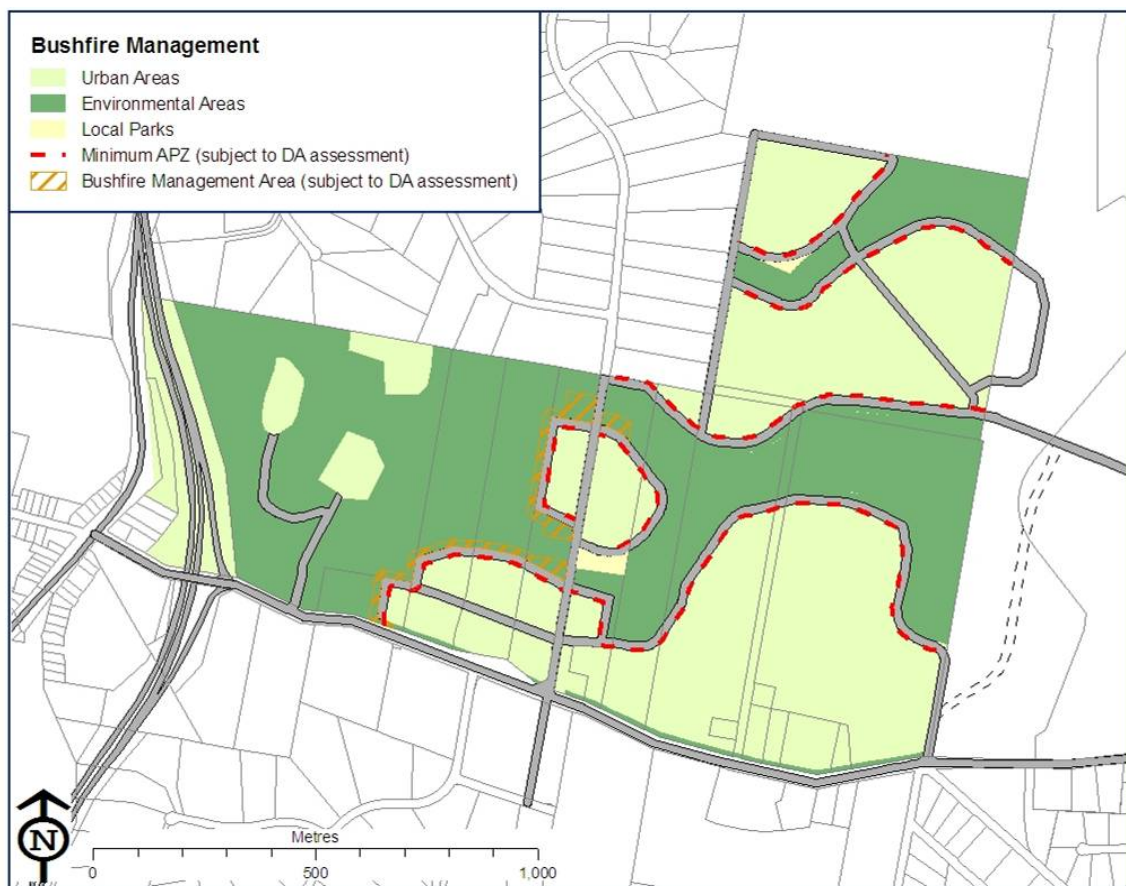 Bushfire Management
Urban Areas
Environmental Areas
Local Parks
Minimum APZ (subject to DA assessment)
Bushfire Management Area (subject to DA assessment)
N
Metres
0 500 1,000